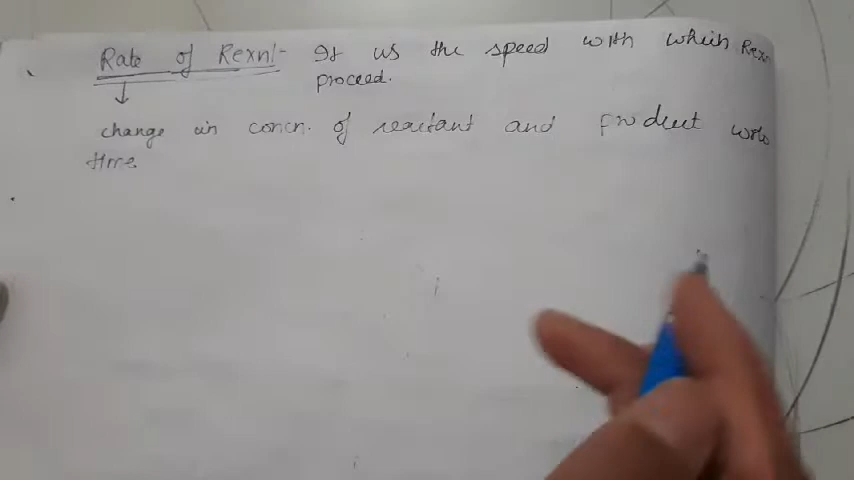 Rate of Rexn:- It is the speed with which Rexn
proceed.
change in concn. of reactant and product w.r.to
time.